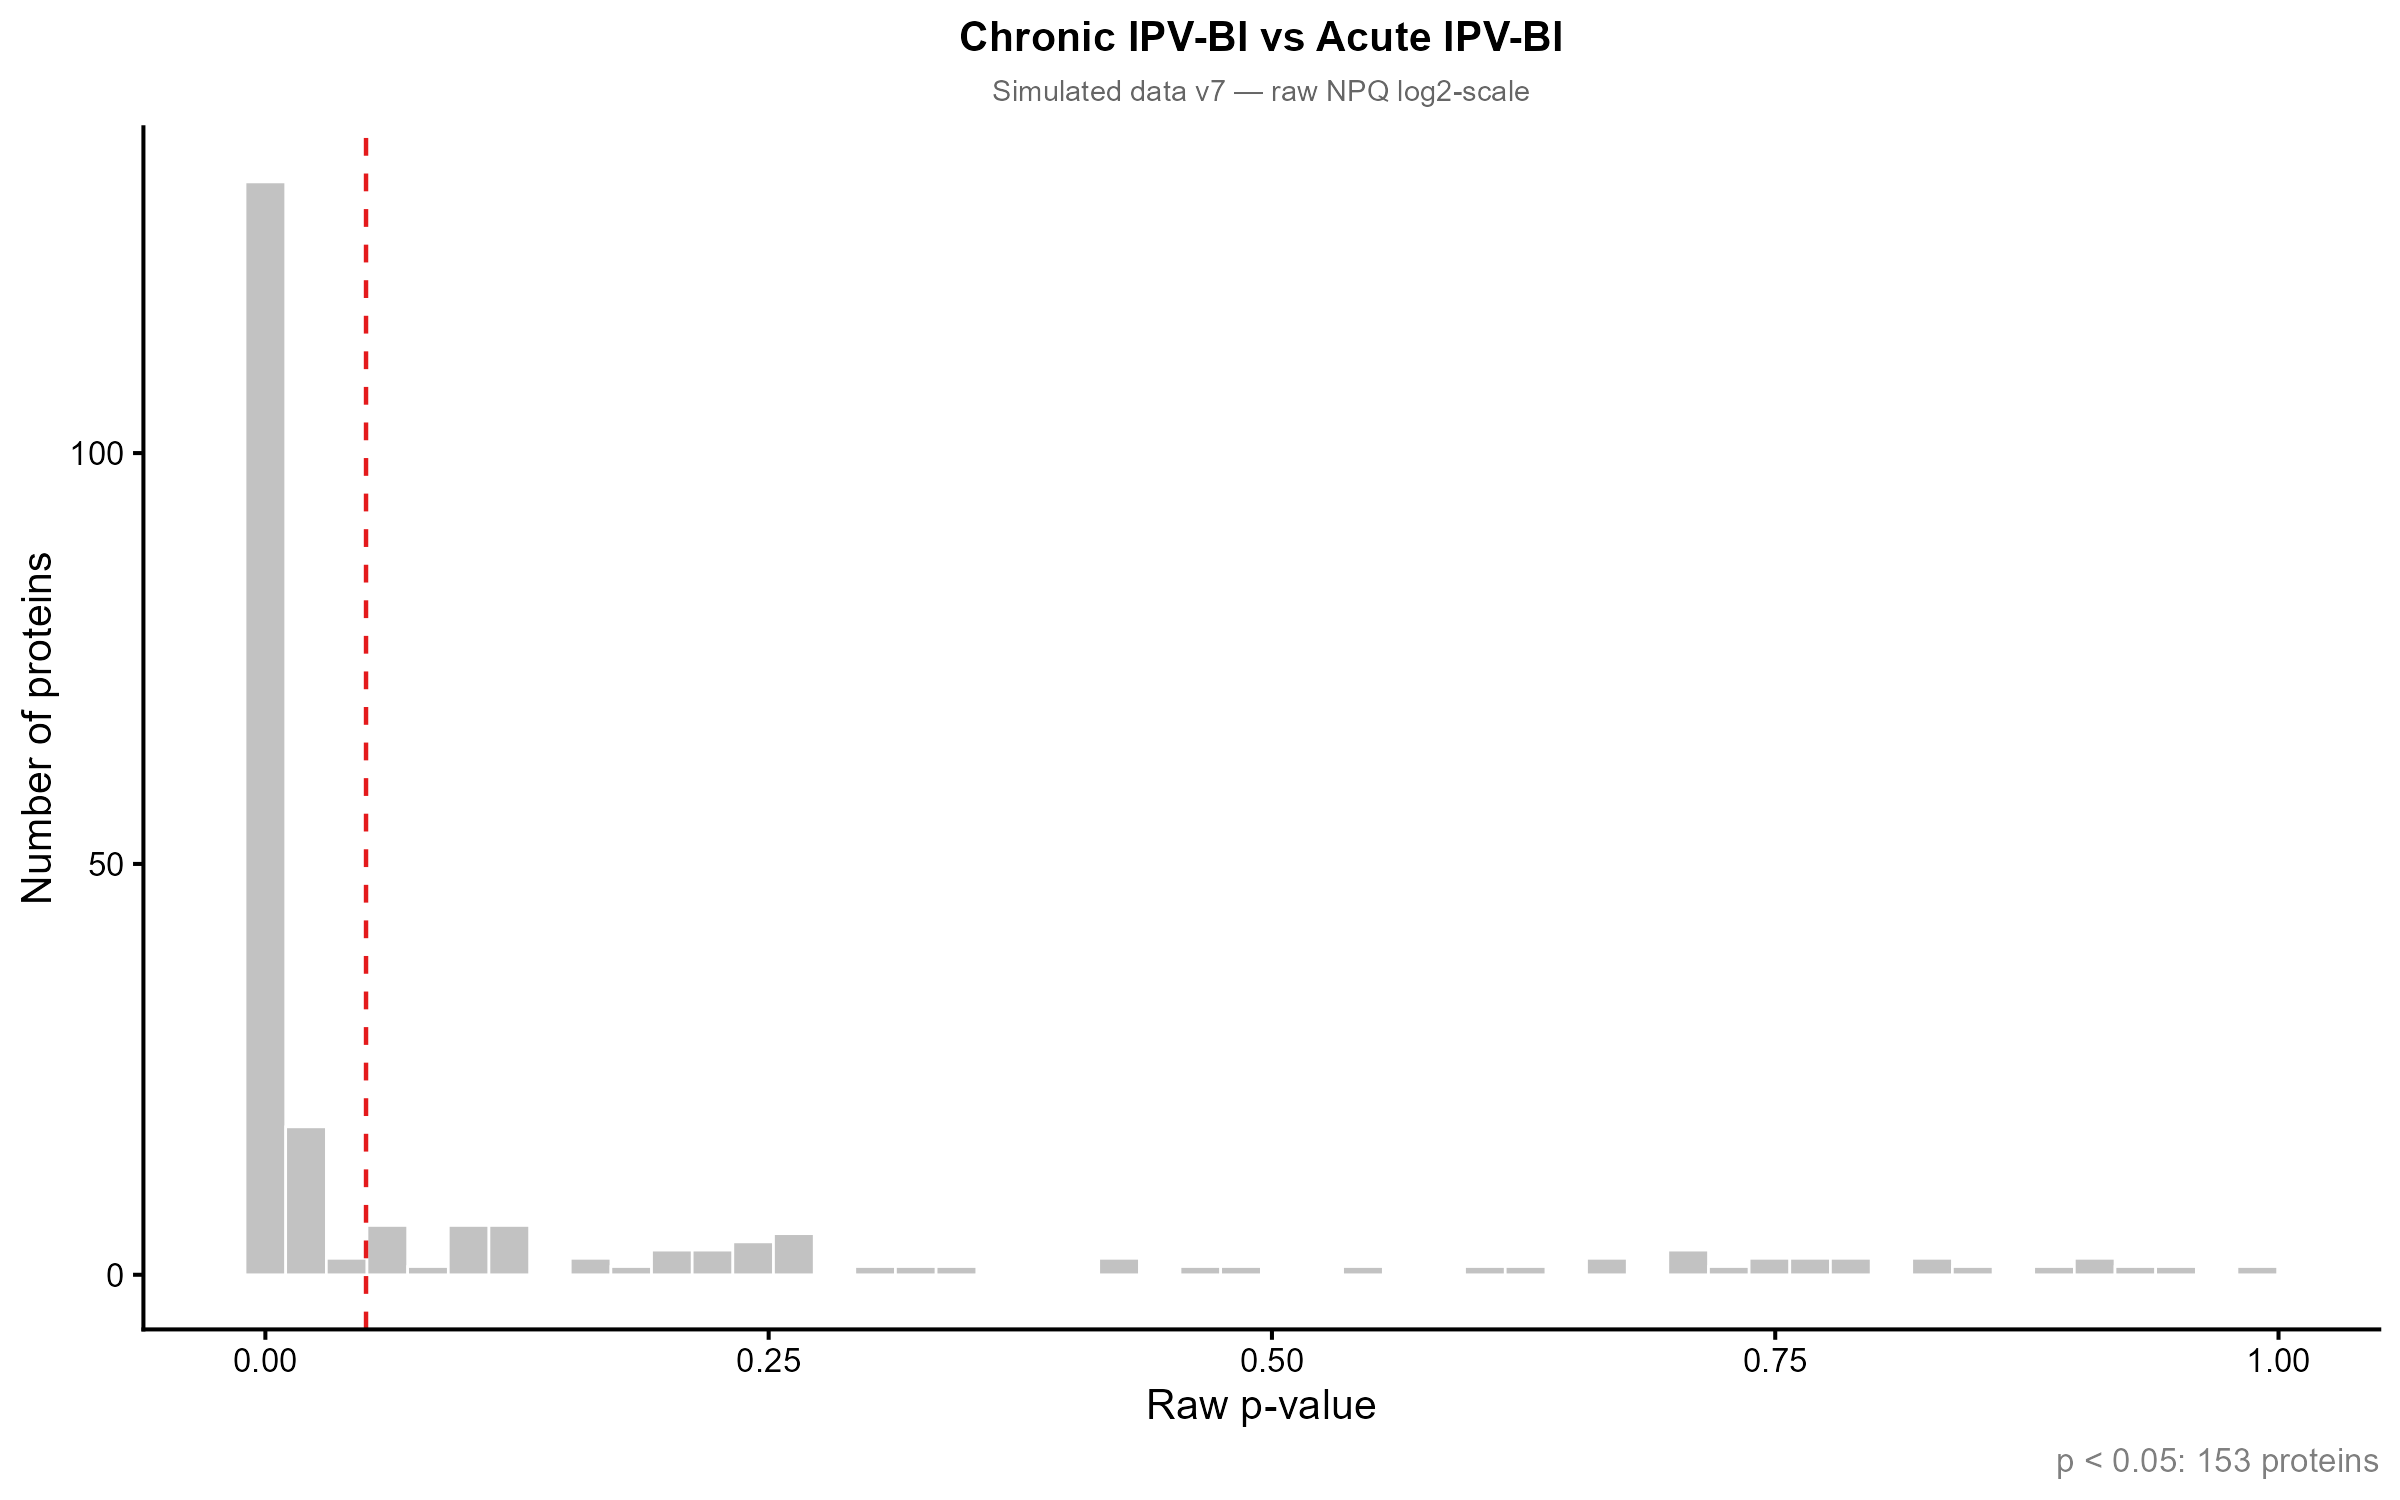 Chronic IPV-BI vs Acute IPV-BI
Simulated data v7 — raw NPQ log2-scale
Number of proteins
100
50
0
0.00 0.25 0.50 0.75 1.00
Raw p-value
p < 0.05: 153 proteins